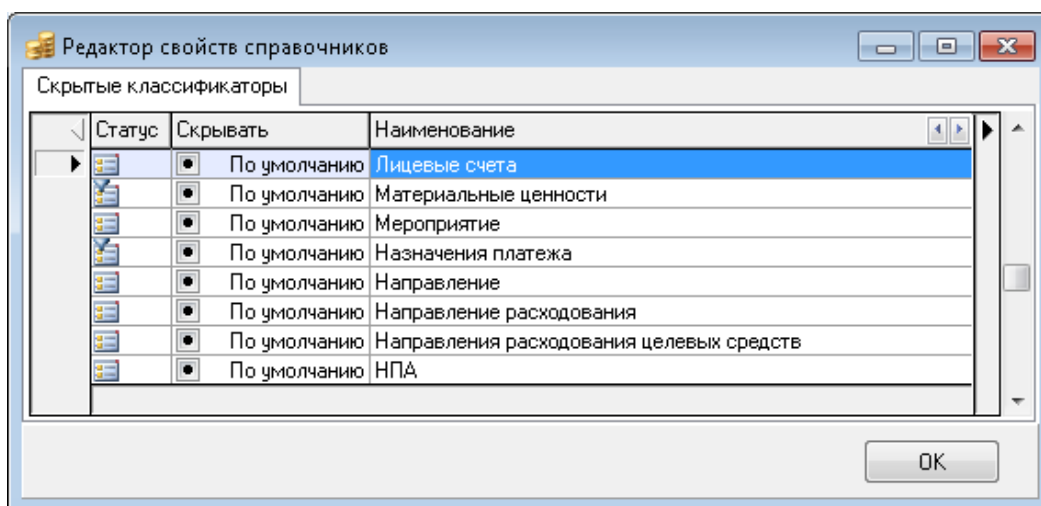 Редактор свойств справочников
Скрытые классификаторы
Статус Скрывать Наименование
По умолчанию Лицевые счета
По умолчанию Материальные ценности
По умолчанию Мероприятие
По умолчанию Назначения платежа
По умолчанию Направление
По умолчанию Направление расходования
По умолчанию Направления расходования целевых средств
По умолчанию НПА
OK